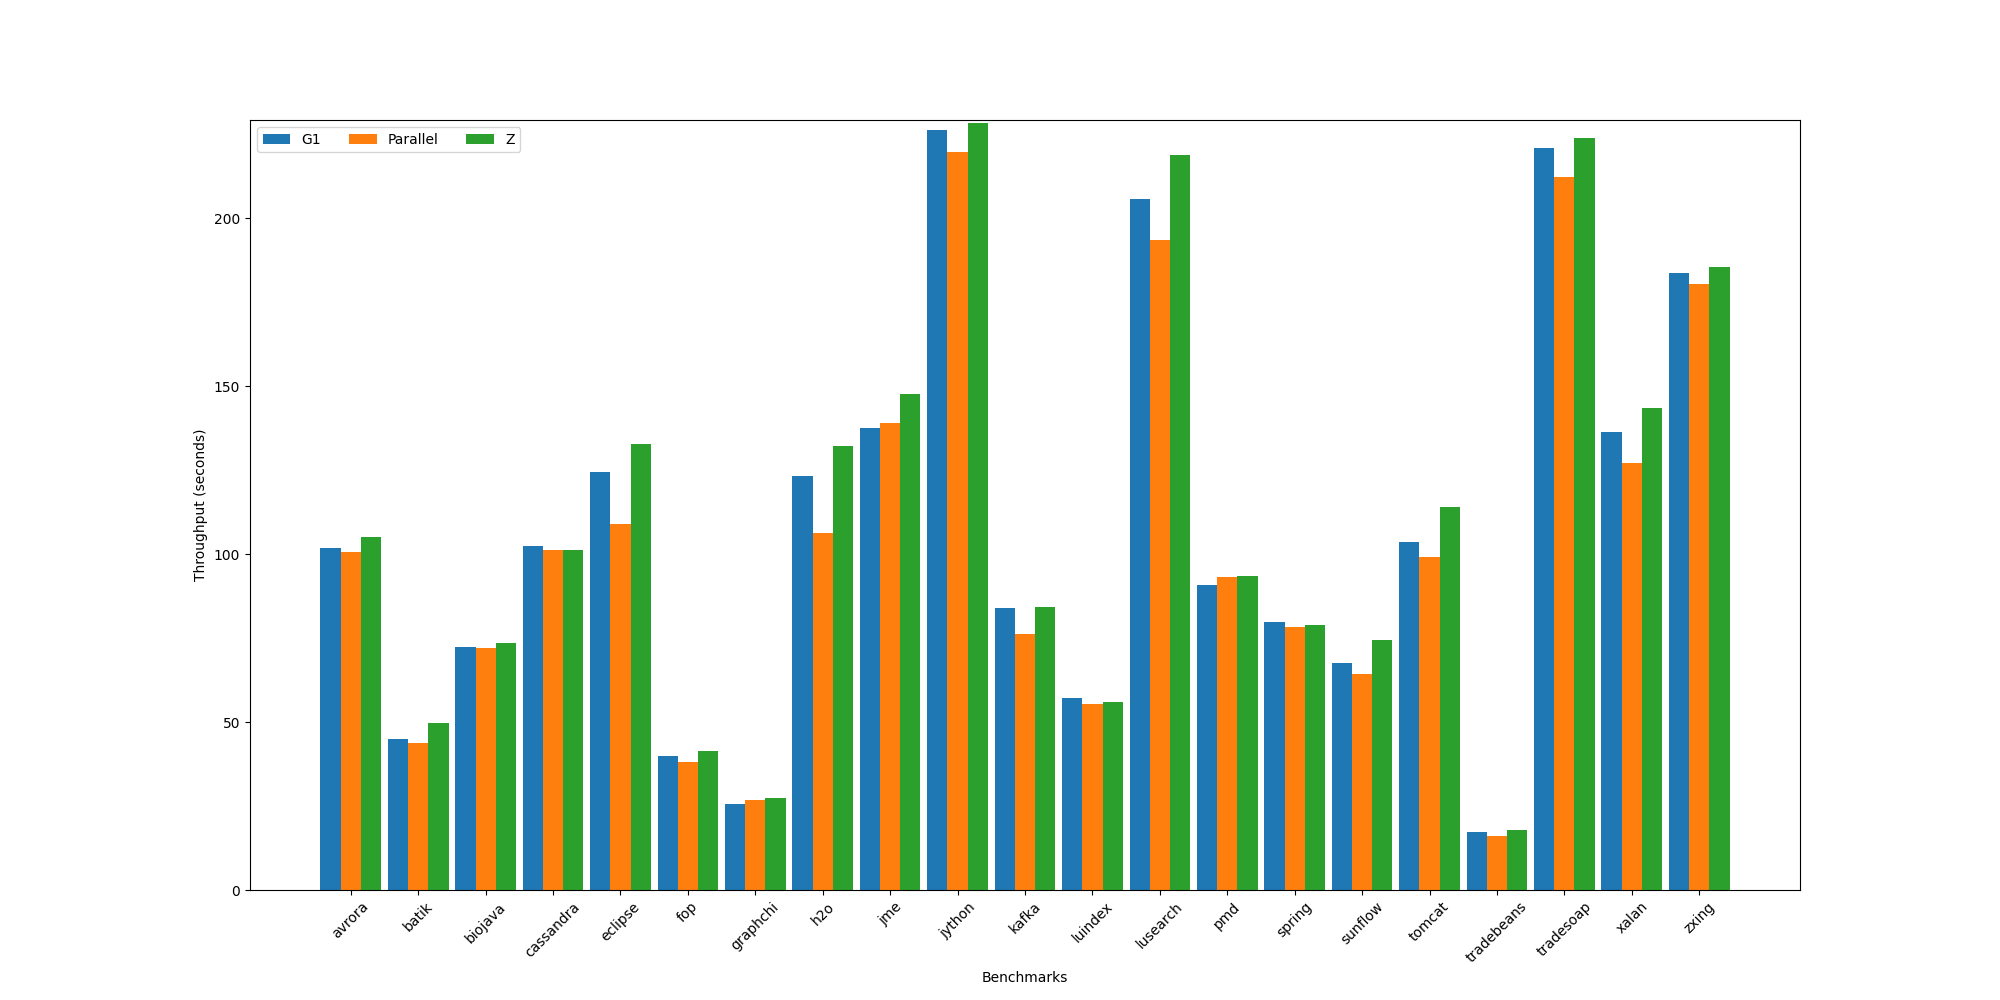 G1 Parallel Z
200
150
100
50
0
Throughput (seconds)
avrora batik biojava cassandra eclipse fop graphchi h2o jme jython kafka luindex lusearch pmd spring sunflow tomcat tradebeans tradesoap xalan zxing
Benchmarks